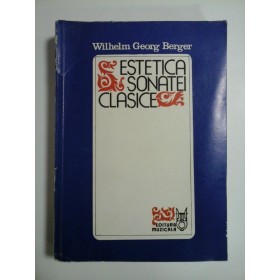 Wilhelm Georg Berger
ESTETICA
SONATEI
CLASICE
EDITURA
MUZICALĂ